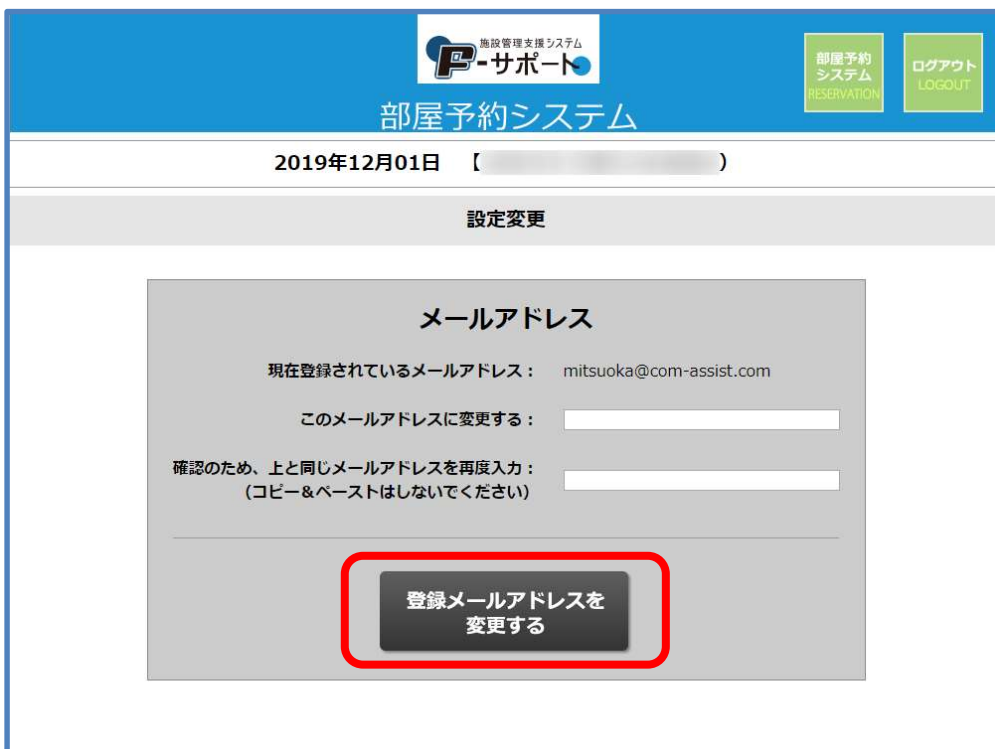 施設管理支援システム
F-サポート
部屋予約
システム
RESERVATION
ログアウト
LOGOUT
部屋予約システム
2019年12月01日 【 )
設定変更
メールアドレス
現在登録されているメールアドレス: mitsuoka@com-assist.com
このメールアドレスに変更する:
確認のため、上と同じメールアドレスを再度入力:
(コピー&ペーストはしないでください)
登録メールアドレスを
変更する